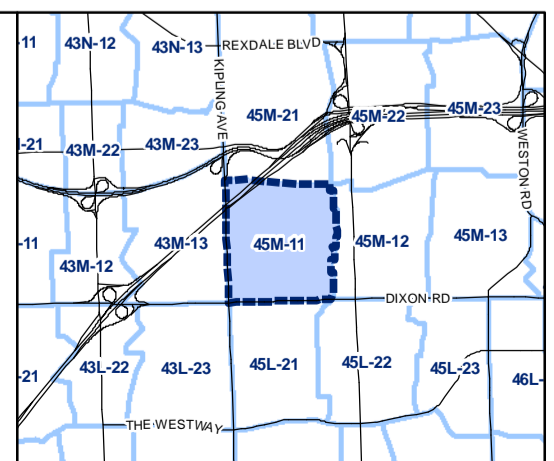 -11
43N-12
43N-13
REXDALE BLVD
KIPLING AVE
45M-21
45M-22
45M-23
WESTON RD
-21
43M-22
43M-23
-11
43M-12
43M-13
45M-11
45M-12
45M-13
DIXON RD
-21
43L-22
43L-23
45L-21
45L-22
45L-23
46L-
THE WESTWAY